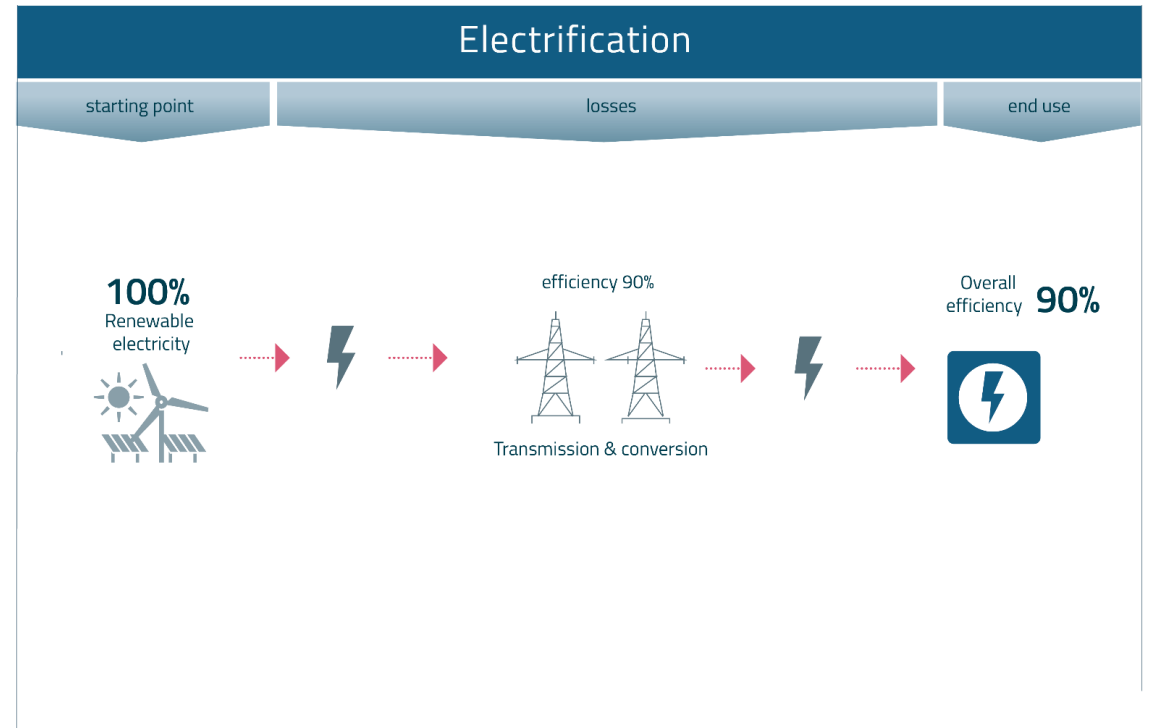 Electrification
starting point
losses
end use
100%
Renewable
electricity
efficiency 90%
Transmission & conversion
Overall
efficiency
90%